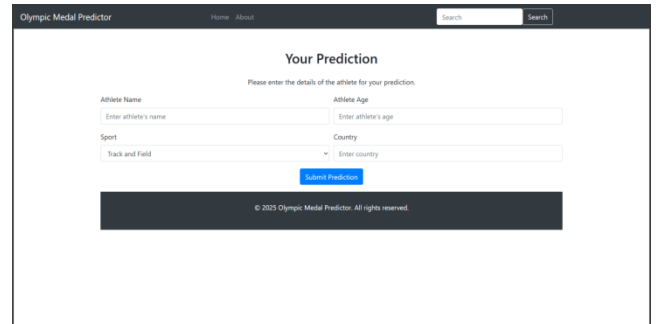 Olympic Medal Predictor Home About Search Search
Your Prediction
Please enter the details of the athlete for your prediction.
Athlete Name Athlete Age
Enter athlete's name Enter athlete's age
Sport Country
Track and Field Enter country
Submit Prediction
© 2025 Olympic Medal Predictor. All rights reserved.